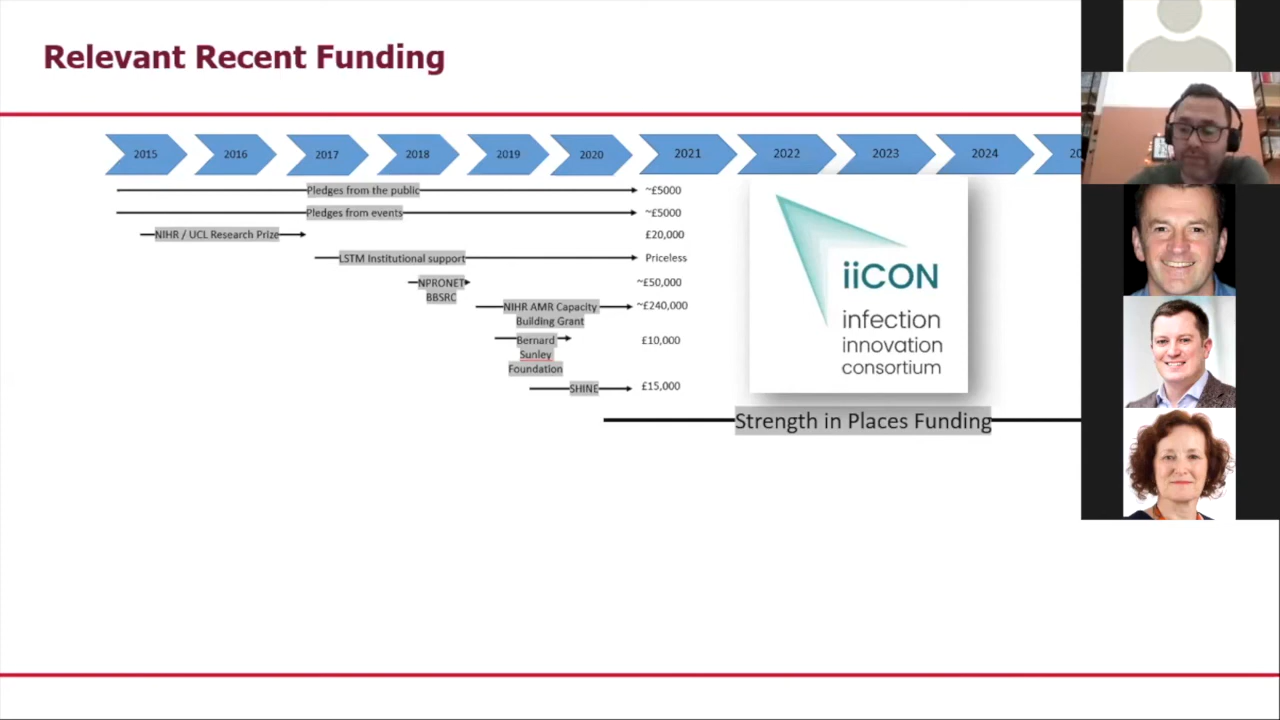 Relevant Recent Funding
2015 2016 2017 2018 2019 2020 2021 2022 2023 2024 20
Pledges from the public ~£5000
Pledges from events ~£5000
NIHR / UCL Research Prize £20,000
LSTM Institutional support Priceless
NPRONET ~£50,000
BBSRC
NIHR AMR Capacity ~£240,000
Building Grant
Bernard £10,000
Sunley
Foundation
SHINE £15,000
iiCON
infection
innovation
consortium
Strength in Places Funding